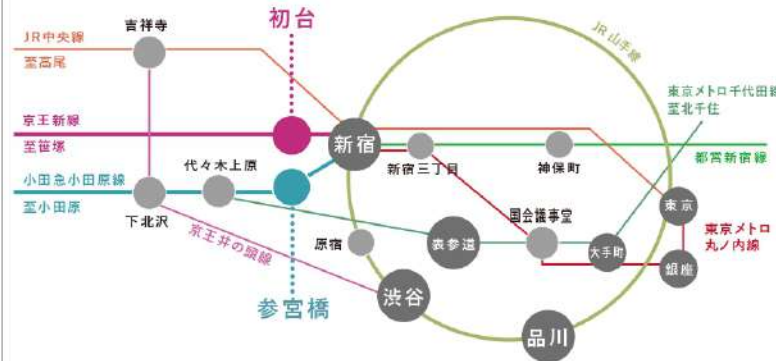 初台
吉祥寺
JR中央線
至高尾
JR山手線
東京メトロ千代田線
至北千住
京王新線
至笹塚
新宿
新宿三丁目
神保町
都営新宿線
代々木上原
小田急小田原線
至小田原
下北沢
京王井の頭線
原宿
表参道
国会議事堂
大手町
東京
銀座
東京メトロ
丸ノ内線
渋谷
参宮橋
品川